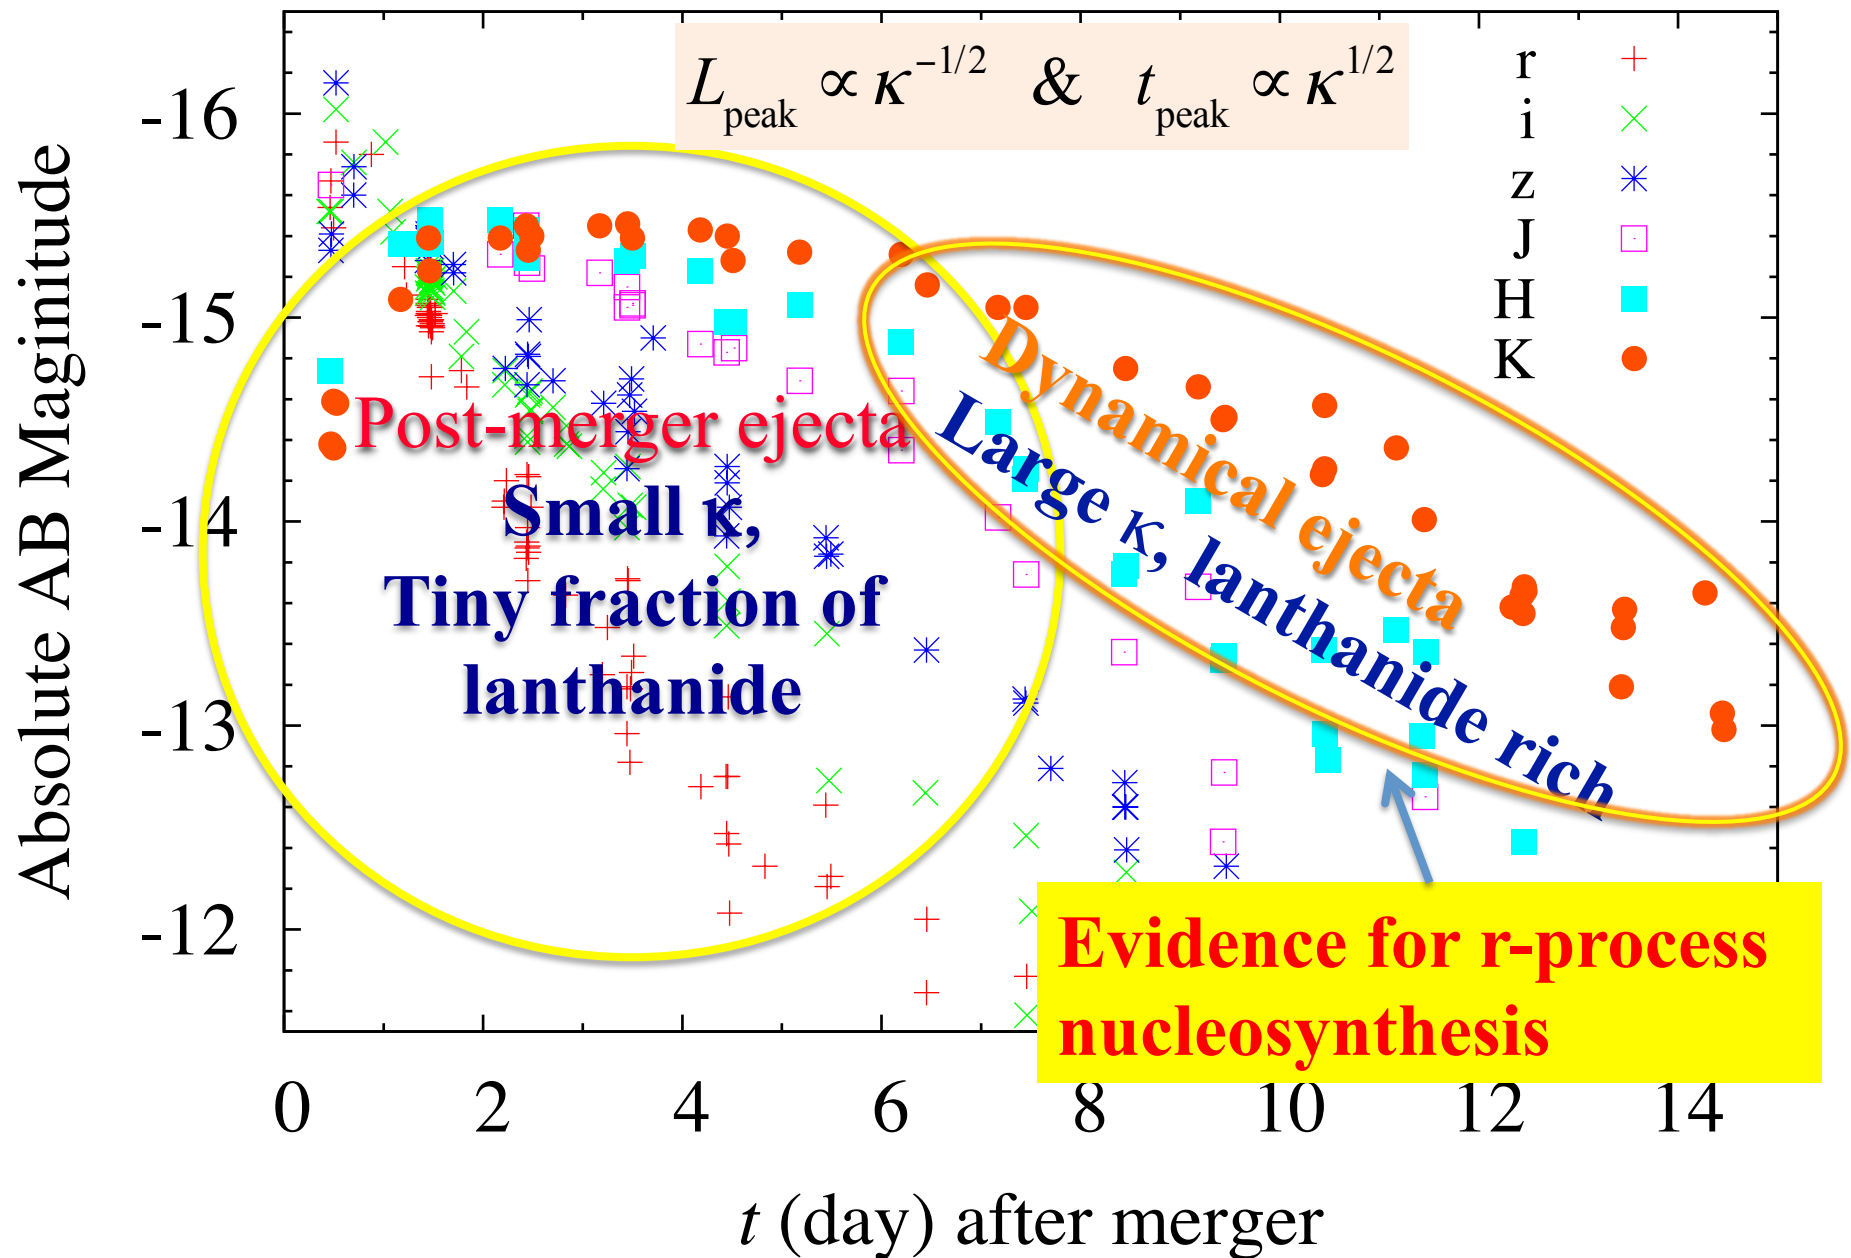 L_peak ∝ κ^−1/2 & t_peak ∝ κ^1/2
r
i
z
J
H
K
-16
-15
-14
-13
-12
Absolute AB Maginitude
Post-merger ejecta
Small κ,
Tiny fraction of
lanthanide
Dynamical ejecta
Large κ, lanthanide rich
Evidence for r-process
nucleosynthesis
0 2 4 6 8 10 12 14
t (day) after merger